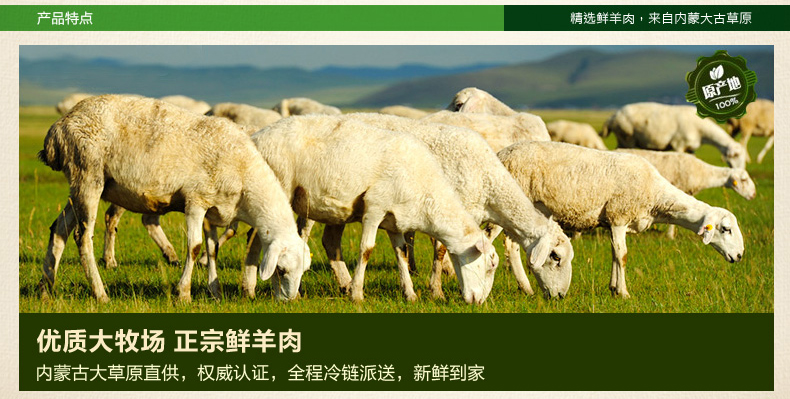 产品特点
精选鲜羊肉，来自内蒙大古草原
原产地
100%
优质大牧场 正宗鲜羊肉
内蒙古大草原直供，权威认证，全程冷链派送，新鲜到家